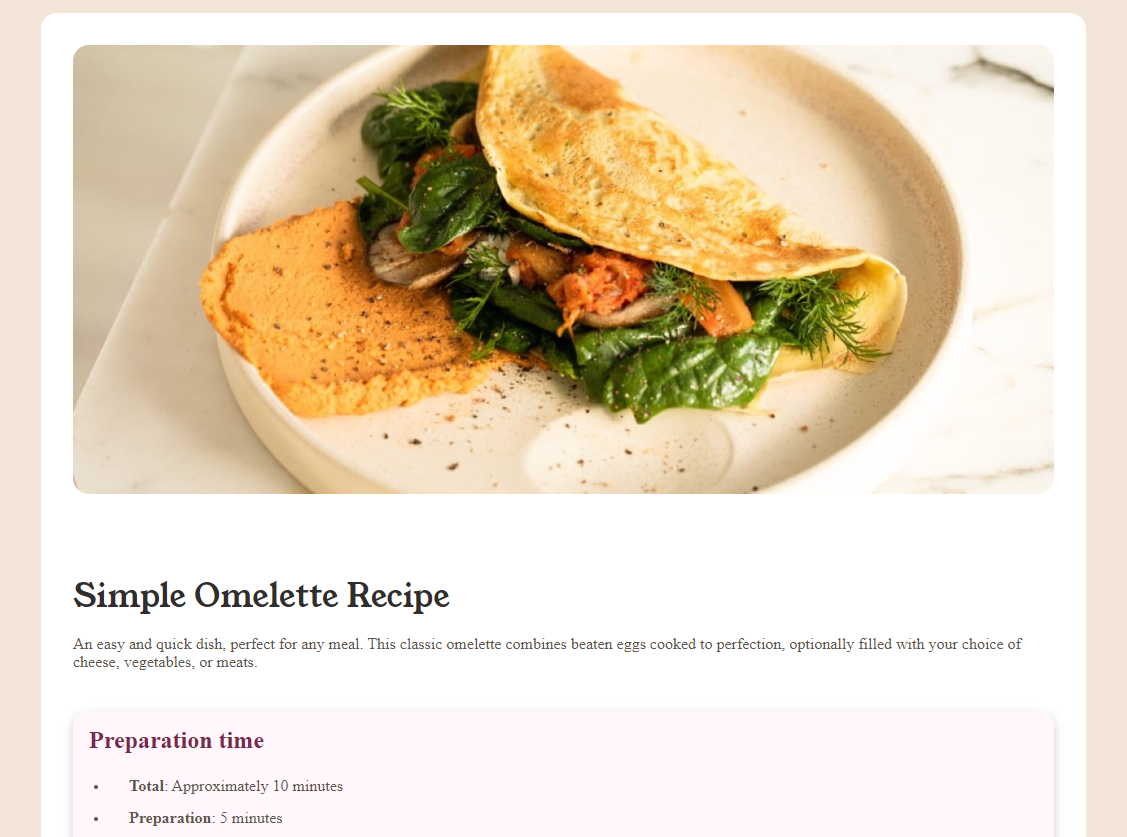 Simple Omelette Recipe
An easy and quick dish, perfect for any meal. This classic omelette combines beaten eggs cooked to perfection, optionally filled with your choice of
cheese, vegetables, or meats.
Preparation time
• Total: Approximately 10 minutes
• Preparation: 5 minutes